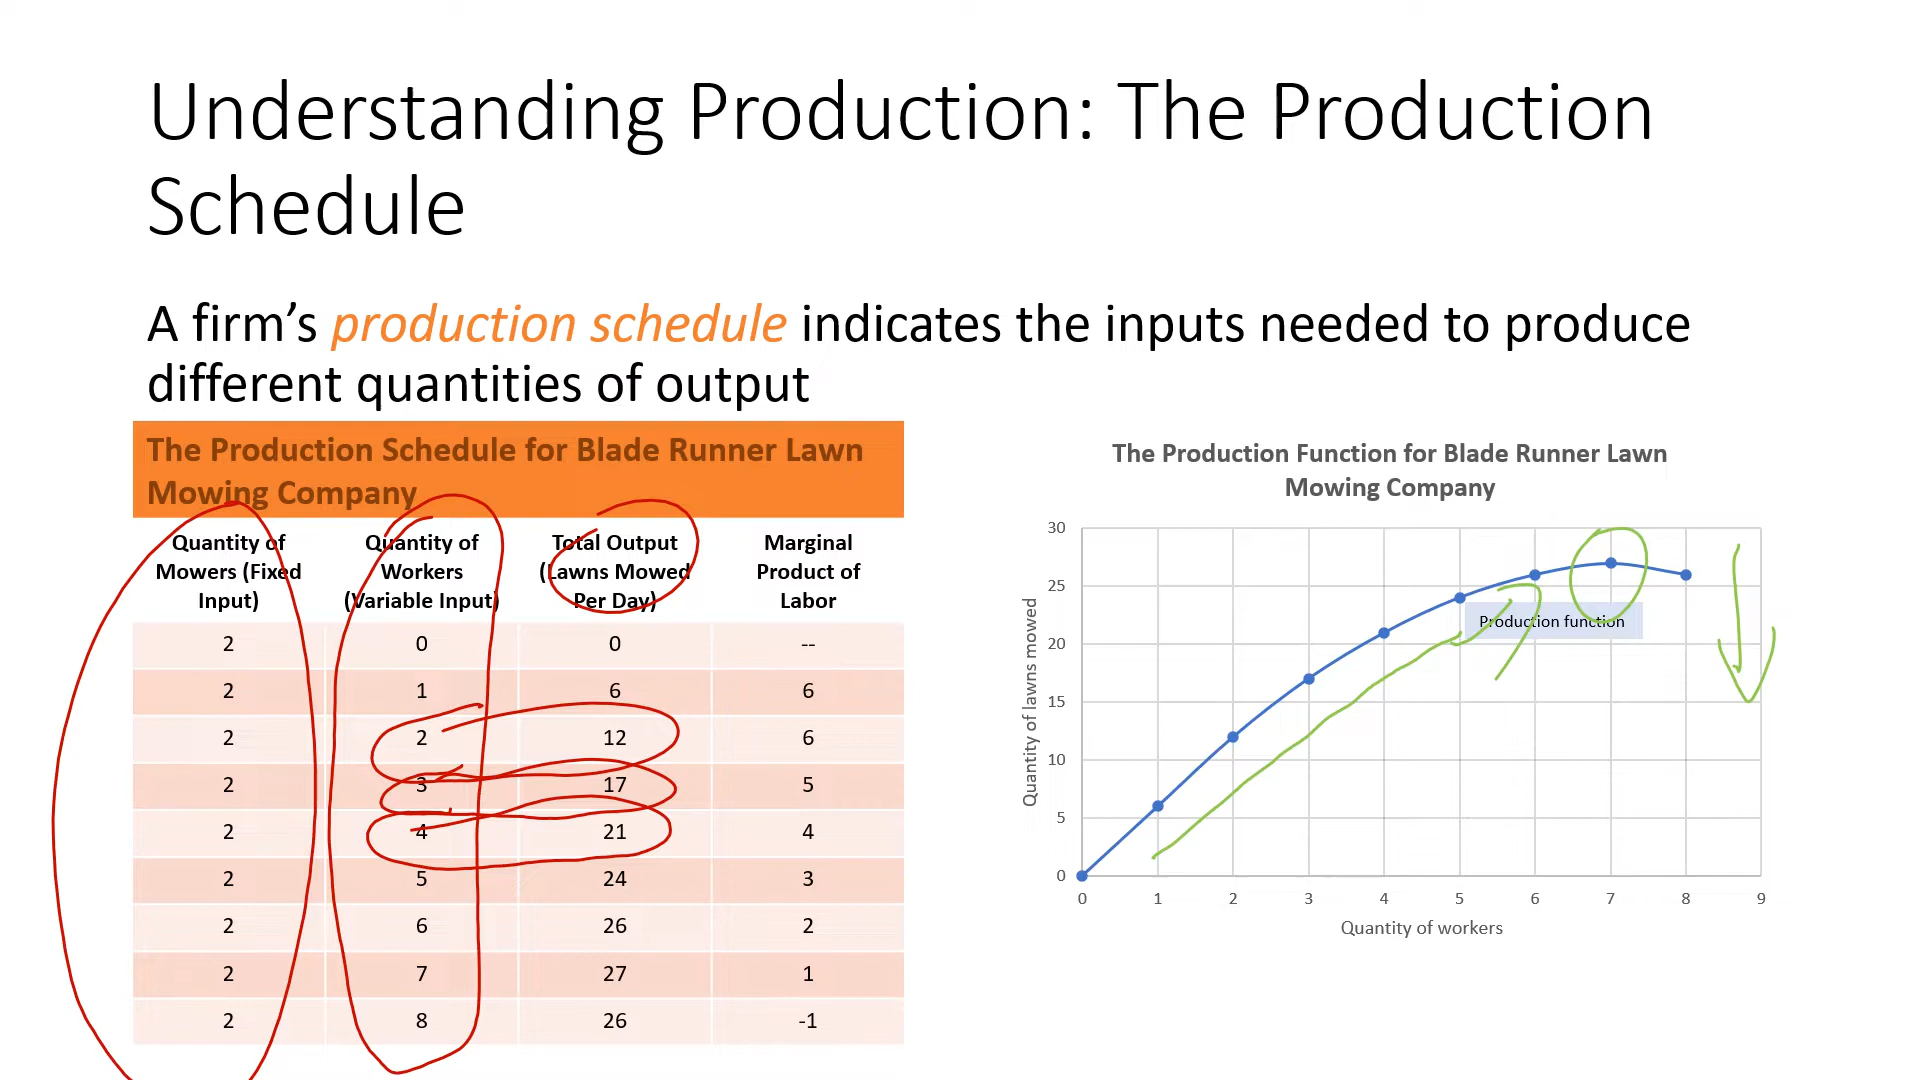 Understanding Production: The Production
Schedule
A firm’s production schedule indicates the inputs needed to produce
different quantities of output
The Production Schedule for Blade Runner Lawn
Mowing Company
Quantity of
Mowers (Fixed
Input)
Quantity of
Workers
(Variable Input)
Total Output
(Lawns Mowed
Per Day)
Marginal
Product of
Labor
2 0 0 --
2 1 6 6
2 2 12 6
2 3 17 5
2 4 21 4
2 5 24 3
2 6 26 2
2 7 27 1
2 8 26 -1
The Production Function for Blade Runner Lawn
Mowing Company
Quantity of lawns mowed
30
25
20
15
10
5
0
Production function
0 1 2 3 4 5 6 7 8 9
Quantity of workers